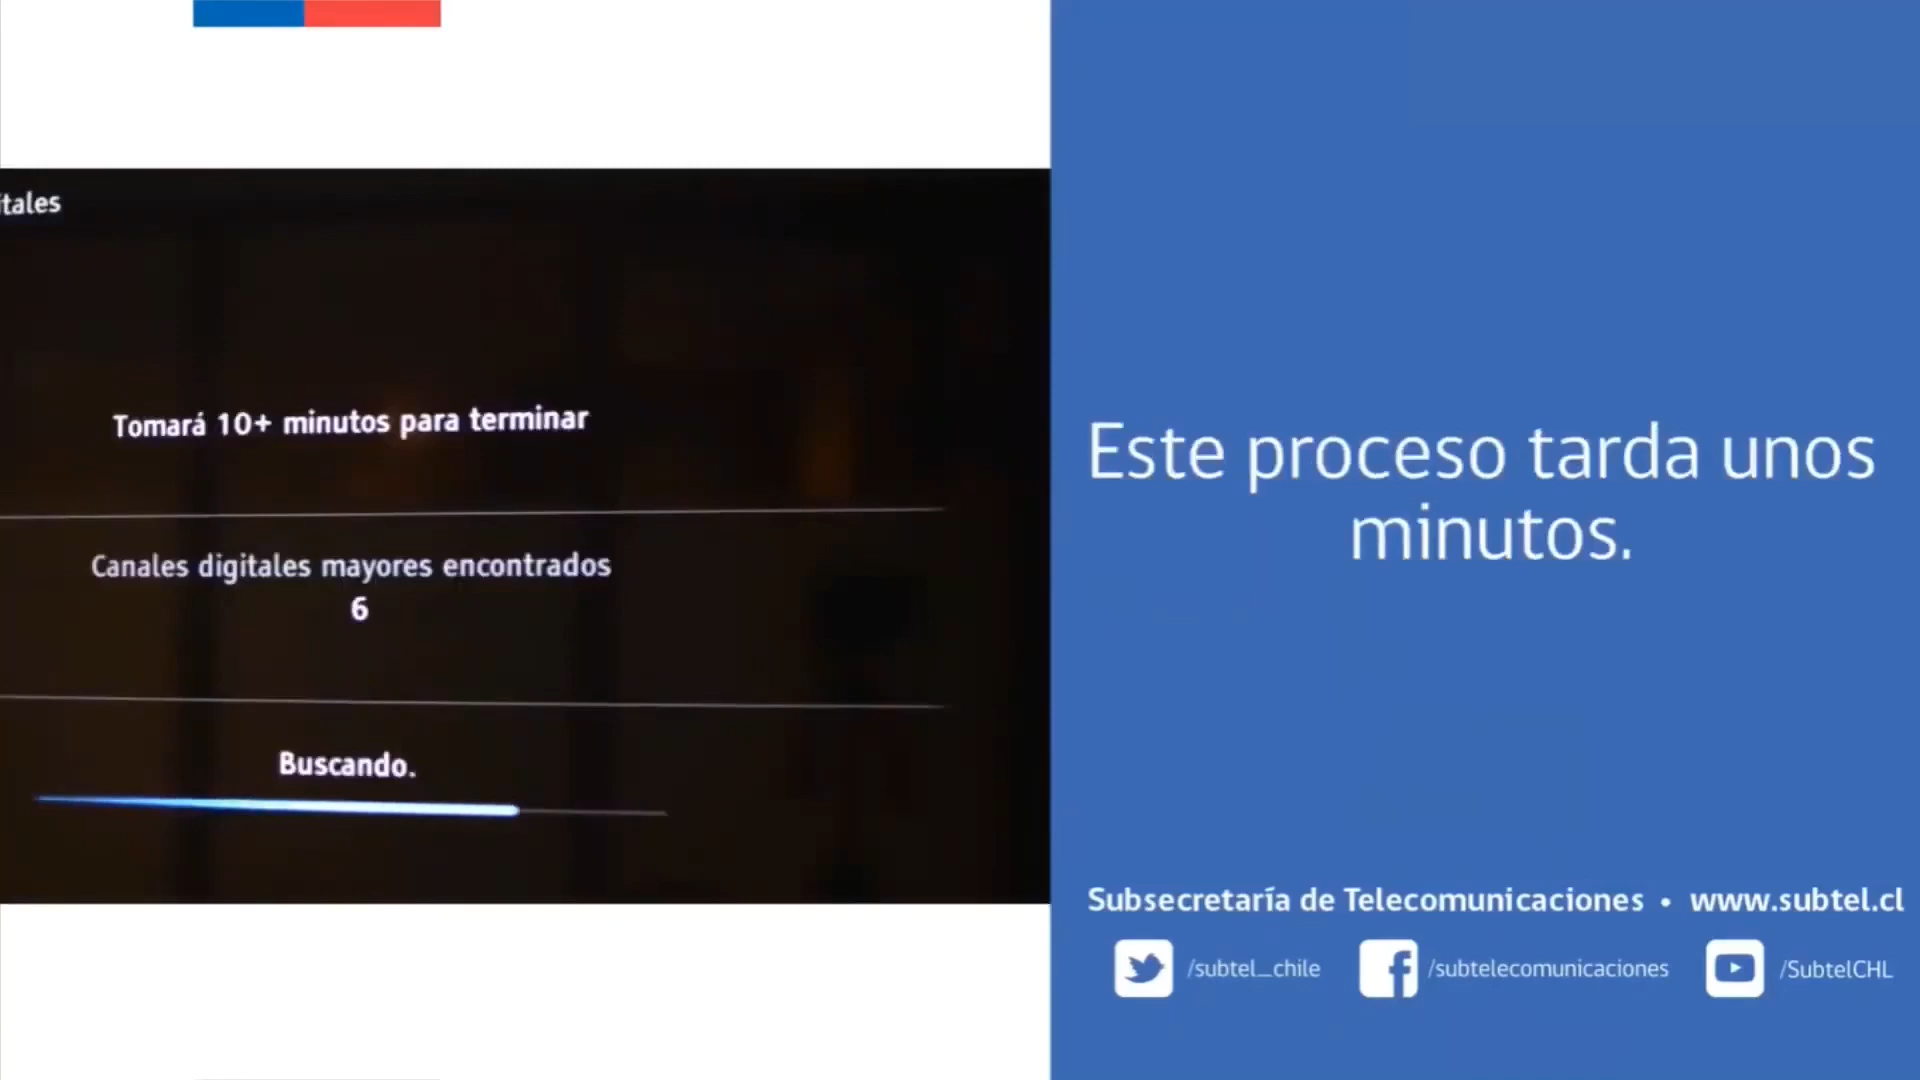 itales
Tomará 10+ minutos para terminar
Canales digitales mayores encontrados
6
Buscando.
Este proceso tarda unos
minutos.
Subsecretaría de Telecomunicaciones • www.subtel.cl
/subtel_chile /subtelecomunicaciones /SubtelCHL